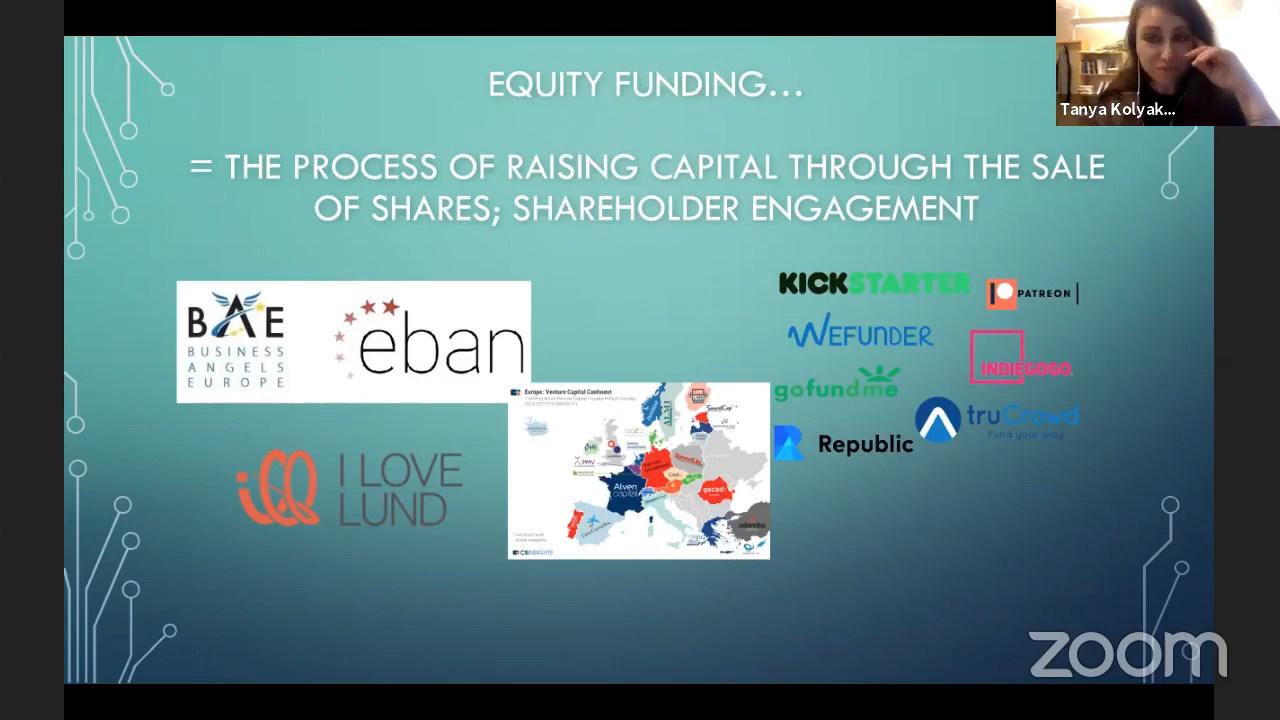 EQUITY FUNDING...
Tanya Kolyak...
= THE PROCESS OF RAISING CAPITAL THROUGH THE SALE
OF SHARES; SHAREHOLDER ENGAGEMENT
BAE
BUSINESS
ANGELS
EUROPE
eban
KICKSTARTER
PATREON
WEFUNDER
INDIEGOGO
gofundme
truCrowd
Fund your way
Republic
I LOVE
LUND
Europe: Venture Capital Continent
Alven
capital
gecad
CBINSIGHTS
zoom